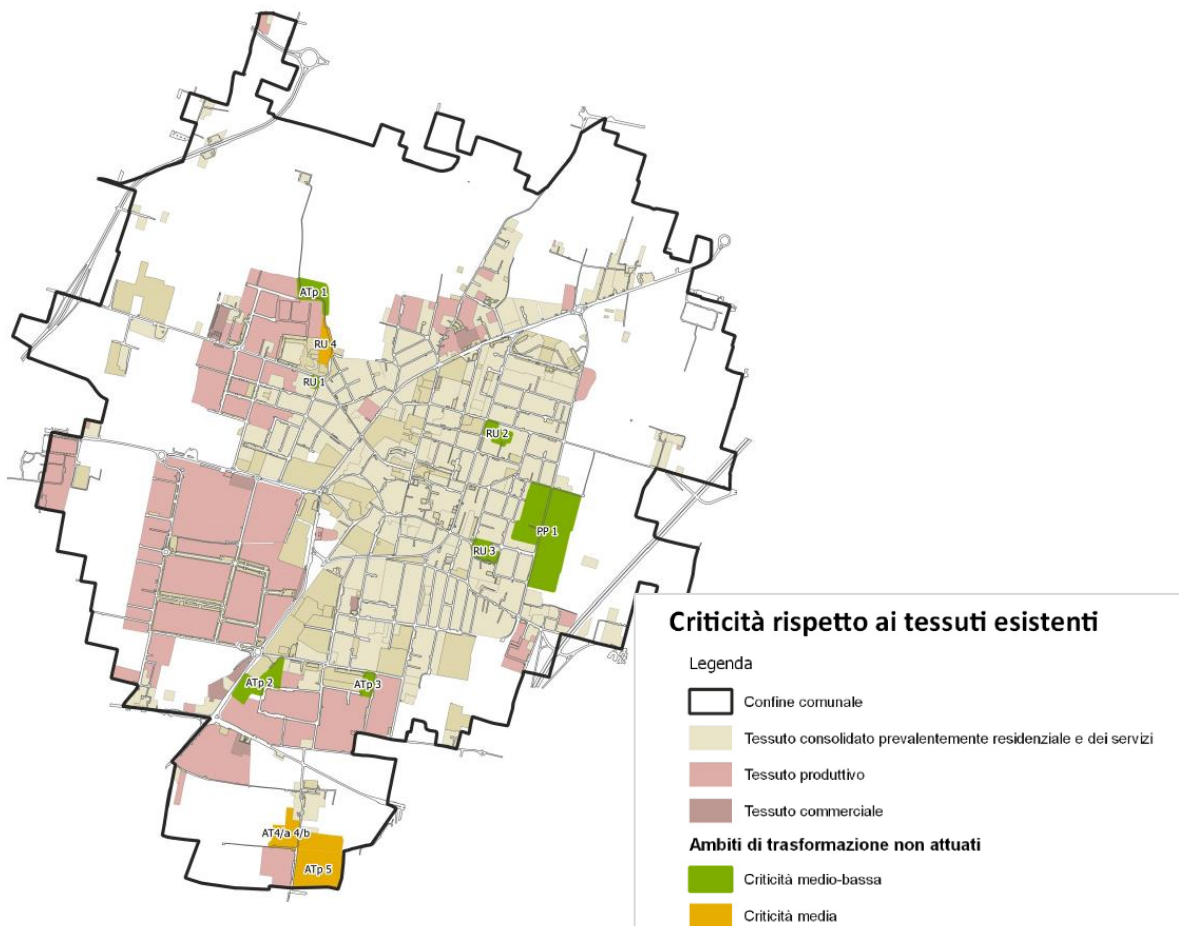 ATp 1
RU 4
RU 1
RU 2
PP 1
RU 3
ATp 2
ATp 3
AT4/a 4/b
ATp 5
Criticità rispetto ai tessuti esistenti
Legenda
Confine comunale
Tessuto consolidato prevalentemente residenziale e dei servizi
Tessuto produttivo
Tessuto commerciale
Ambiti di trasformazione non attuati
Criticità medio-bassa
Criticità media